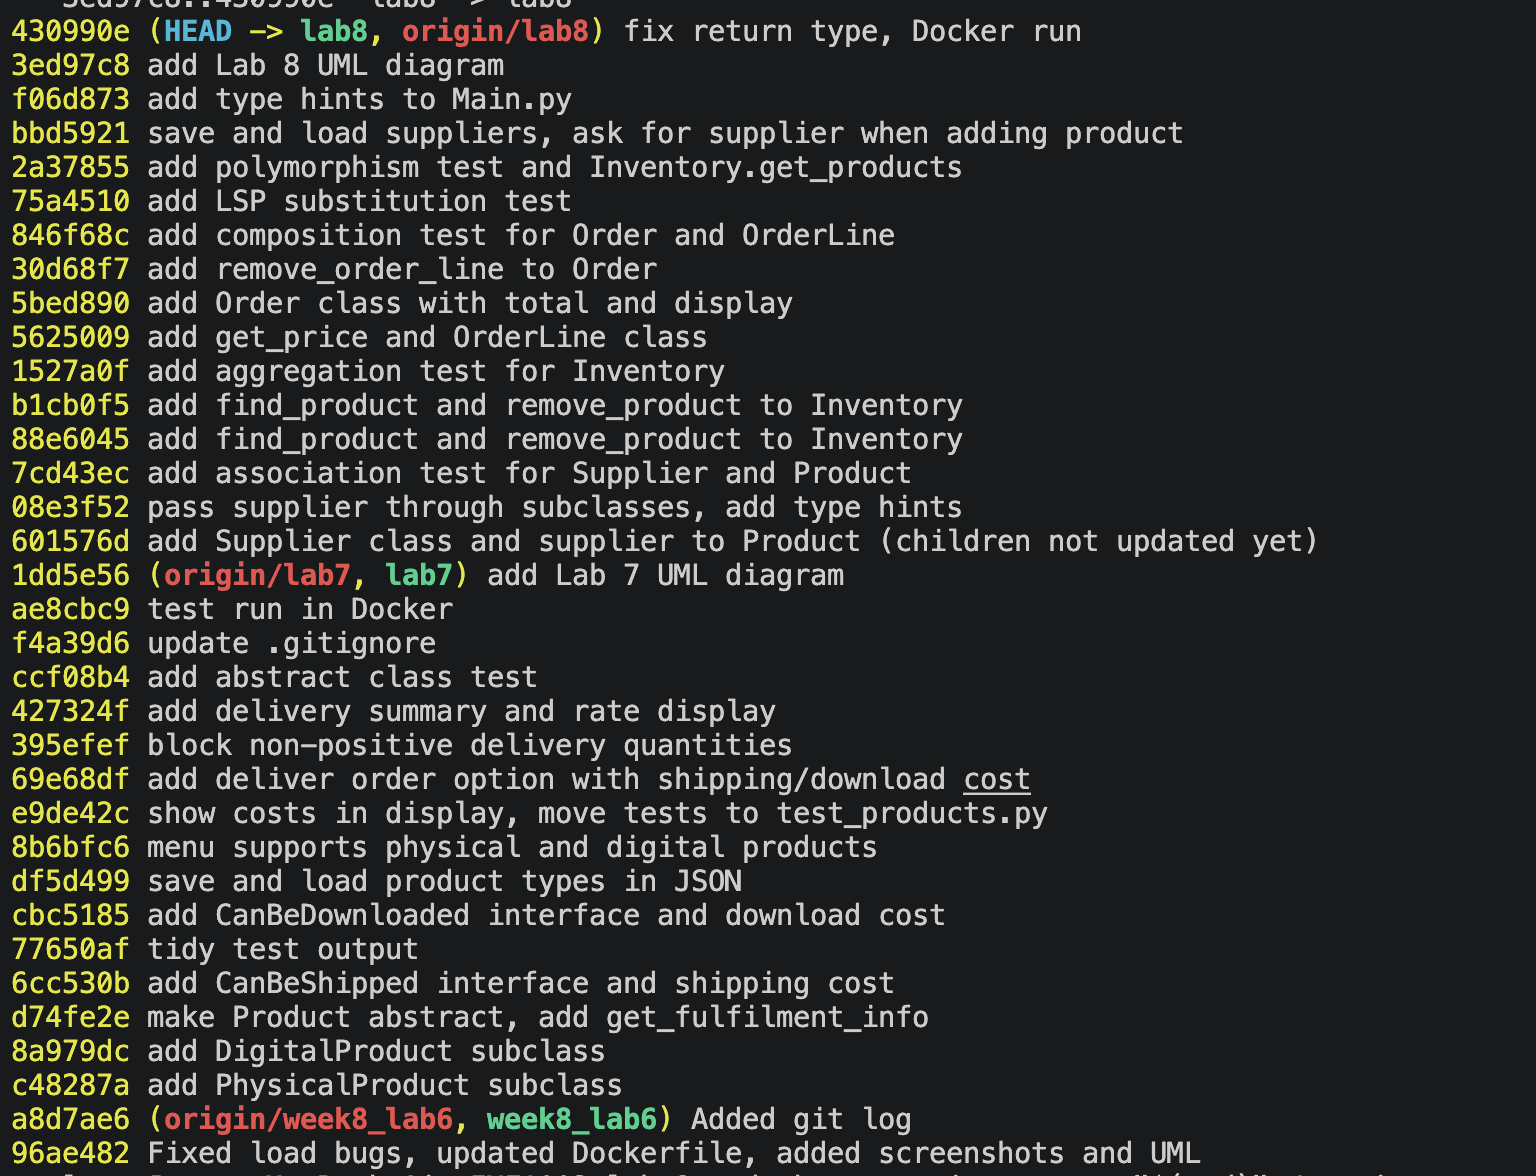 430990e (HEAD -> lab8, origin/lab8) fix return type, Docker run
3ed97c8 add Lab 8 UML diagram
f06d873 add type hints to Main.py
bbd5921 save and load suppliers, ask for supplier when adding product
2a37855 add polymorphism test and Inventory.get_products
75a4510 add LSP substitution test
846f68c add composition test for Order and OrderLine
30d68f7 add remove_order_line to Order
5bed890 add Order class with total and display
5625009 add get_price and OrderLine class
1527a0f add aggregation test for Inventory
b1cb0f5 add find_product and remove_product to Inventory
88e6045 add find_product and remove_product to Inventory
7cd43ec add association test for Supplier and Product
08e3f52 pass supplier through subclasses, add type hints
601576d add Supplier class and supplier to Product (children not updated yet)
1dd5e56 (origin/lab7, lab7) add Lab 7 UML diagram
ae8cbc9 test run in Docker
f4a39d6 update .gitignore
ccf08b4 add abstract class test
427324f add delivery summary and rate display
395efef block non-positive delivery quantities
69e68df add deliver order option with shipping/download cost
e9de42c show costs in display, move tests to test_products.py
8b6bfc6 menu supports physical and digital products
df5d499 save and load product types in JSON
cbc5185 add CanBeDownloaded interface and download cost
77650af tidy test output
6cc530b add CanBeShipped interface and shipping cost
d74fe2e make Product abstract, add get_fulfilment_info
8a979dc add DigitalProduct subclass
c48287a add PhysicalProduct subclass
a8d7ae6 (origin/week8_lab6, week8_lab6) Added git log
96ae482 Fixed load bugs, updated Dockerfile, added screenshots and UML